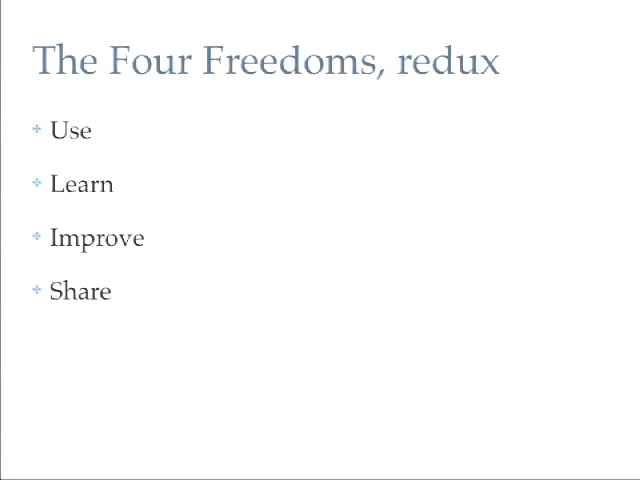 The Four Freedoms, redux
Use
Learn
Improve
Share